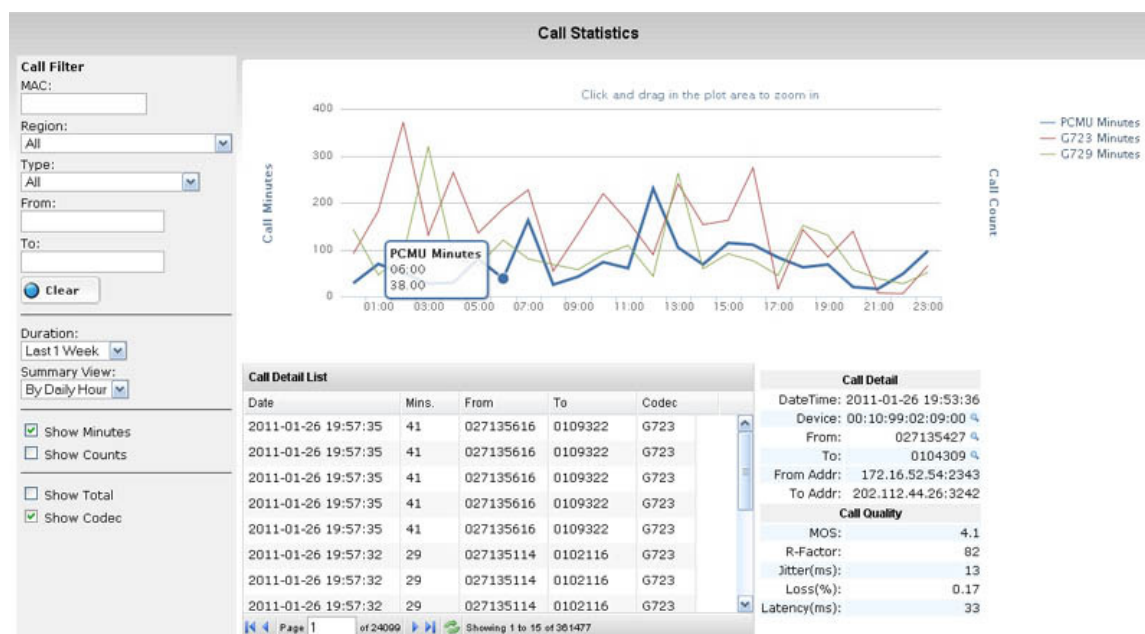 Call Statistics
Call Filter
MAC:
Region:
All
Type:
All
From:
To:
Clear
Duration:
Last 1 Week
Summary View:
By Daily Hour
Show Minutes
Show Counts
Show Total
Show Codec
Click and drag in the plot area to zoom in
Call Minutes
400
300
200
100
0
PCMU Minutes
06:00
38.00
01:00 03:00 05:00 07:00 09:00 11:00 13:00 15:00 17:00 19:00 21:00 23:00
Call Count
PCMU Minutes
G723 Minutes
G729 Minutes
Call Detail List
Date Mins. From To Codec
2011-01-26 19:57:35 41 027135616 0109322 G723
2011-01-26 19:57:35 41 027135616 0109322 G723
2011-01-26 19:57:35 41 027135616 0109322 G723
2011-01-26 19:57:35 41 027135616 0109322 G723
2011-01-26 19:57:35 41 027135616 0109322 G723
2011-01-26 19:57:32 29 027135114 0102116 G723
2011-01-26 19:57:32 29 027135114 0102116 G723
2011-01-26 19:57:32 29 027135114 0102116 G723
Page 1 of 24099 Showing 1 to 15 of 361477
Call Detail
DateTime: 2011-01-26 19:53:36
Device: 00:10:99:02:09:00
From: 027135427
To: 0104309
From Addr: 172.16.52.54:2343
To Addr: 202.112.44.26:3242
Call Quality
MOS: 4.1
R-Factor: 82
Jitter(ms): 13
Loss(%): 0.17
Latency(ms): 33